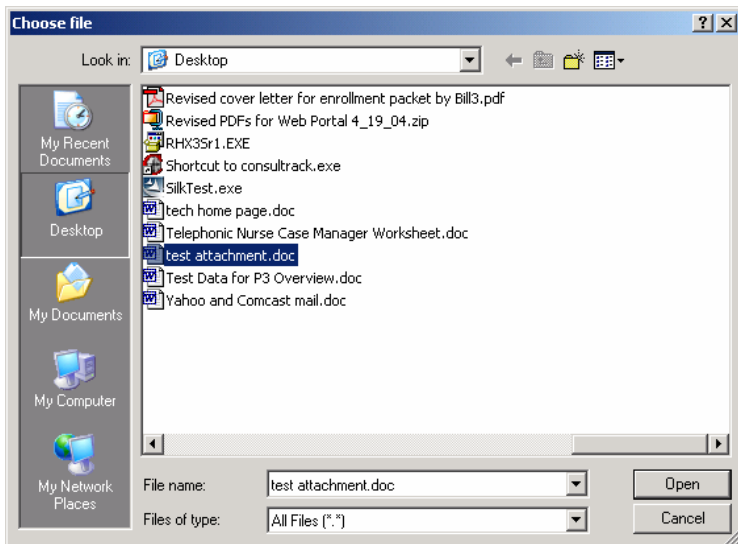 Choose file
Look in: Desktop
My Recent
Documents
Desktop
My Documents
My Computer
My Network
Places
Revised cover letter for enrollment packet by Bill3.pdf
Revised PDFs for Web Portal 4_19_04.zip
RHX35r1.EXE
Shortcut to consultrack.exe
SilkTest.exe
tech home page.doc
Telephonic Nurse Case Manager Worksheet.doc
test attachment.doc
Test Data for P3 Overview.doc
Yahoo and Comcast mail.doc
File name: test attachment.doc Open
Files of type: All Files (*.*) Cancel